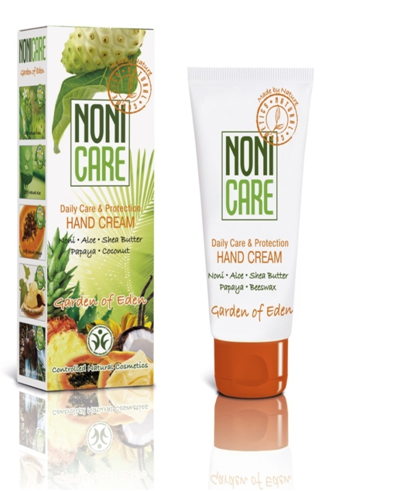 NONI
CARE
Daily Care & Protection
HAND CREAM
Noni • Aloe • Shea Butter
Papaya • Coconut
Garden of Eden
Controlled Natural Cosmetics
Garden of Eden
NONI
CARE
Made By Nature
Daily Care & Protection
HAND CREAM
Noni • Aloe • Shea Butter
Papaya • Beeswax
Garden of Eden